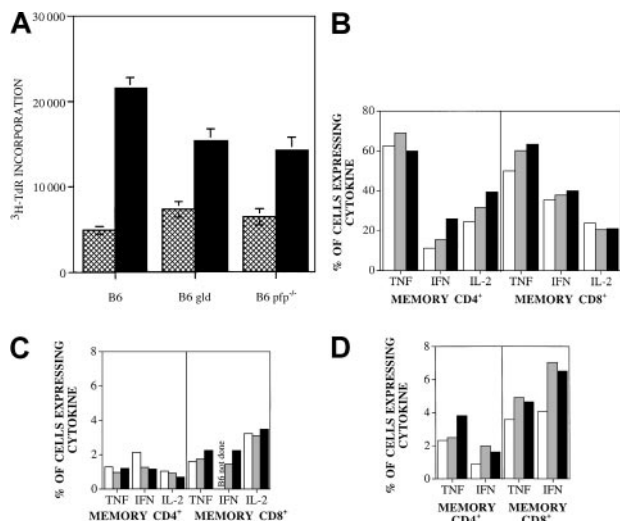 A
³H-TdR INCORPORATION
30 000
20 000
10 000
0
B6
B6 gld
B6 pfp⁻/⁻
B
% OF CELLS EXPRESSING
CYTOKINE
80
60
40
20
0
TNF IFN IL-2 TNF IFN IL-2
MEMORY CD4⁺ MEMORY CD8⁺
C
% OF CELLS EXPRESSING
CYTOKINE
8
6
4
2
0
B6 not done
TNF IFN IL-2 TNF IFN IL-2
MEMORY CD4⁺ MEMORY CD8⁺
D
% OF CELLS EXPRESSING
CYTOKINE
8
6
4
2
0
TNF IFN TNF IFN
MEMORY MEMORY
CD4⁺ CD8⁺